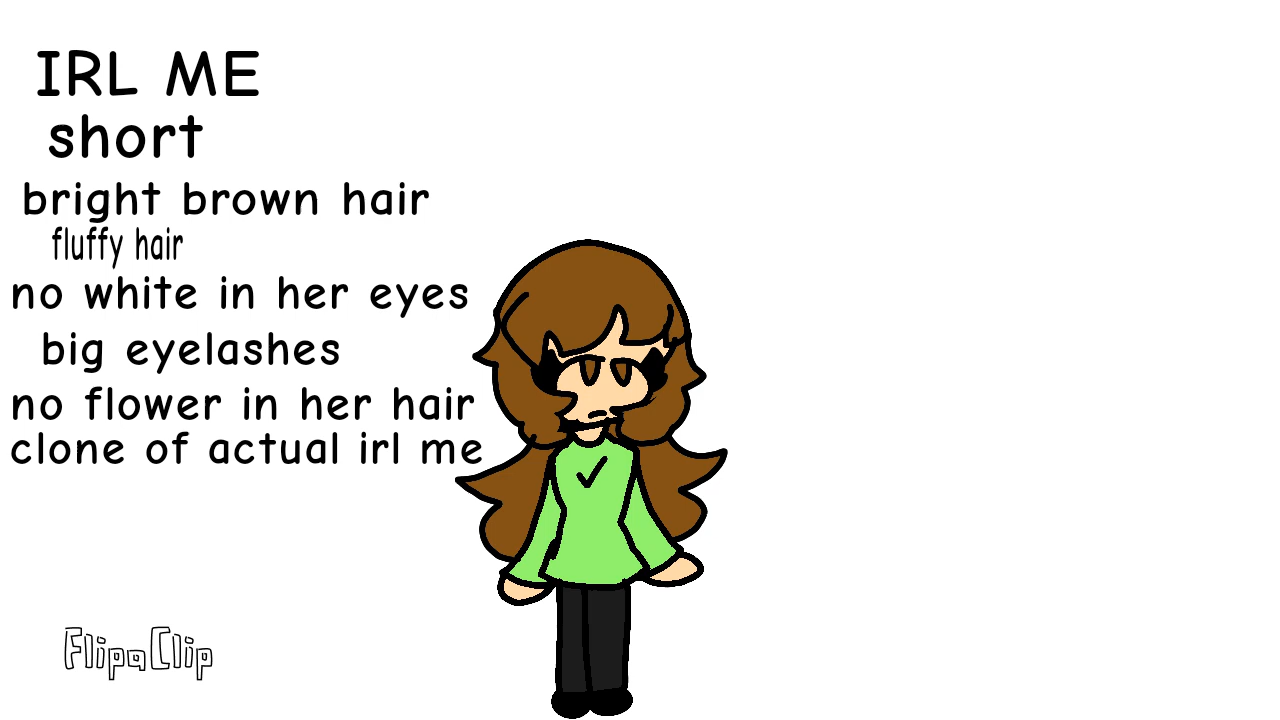 IRL ME
short
bright brown hair
fluffy hair
no white in her eyes
big eyelashes
no flower in her hair
clone of actual irl me
FlipaClip